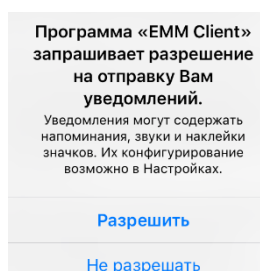 Программа «EMM Client»
запрашивает разрешение
на отправку Вам
уведомлений.
Уведомления могут содержать
напоминания, звуки и наклейки
значков. Их конфигурирование
возможно в Настройках.
Разрешить
Не разрешать